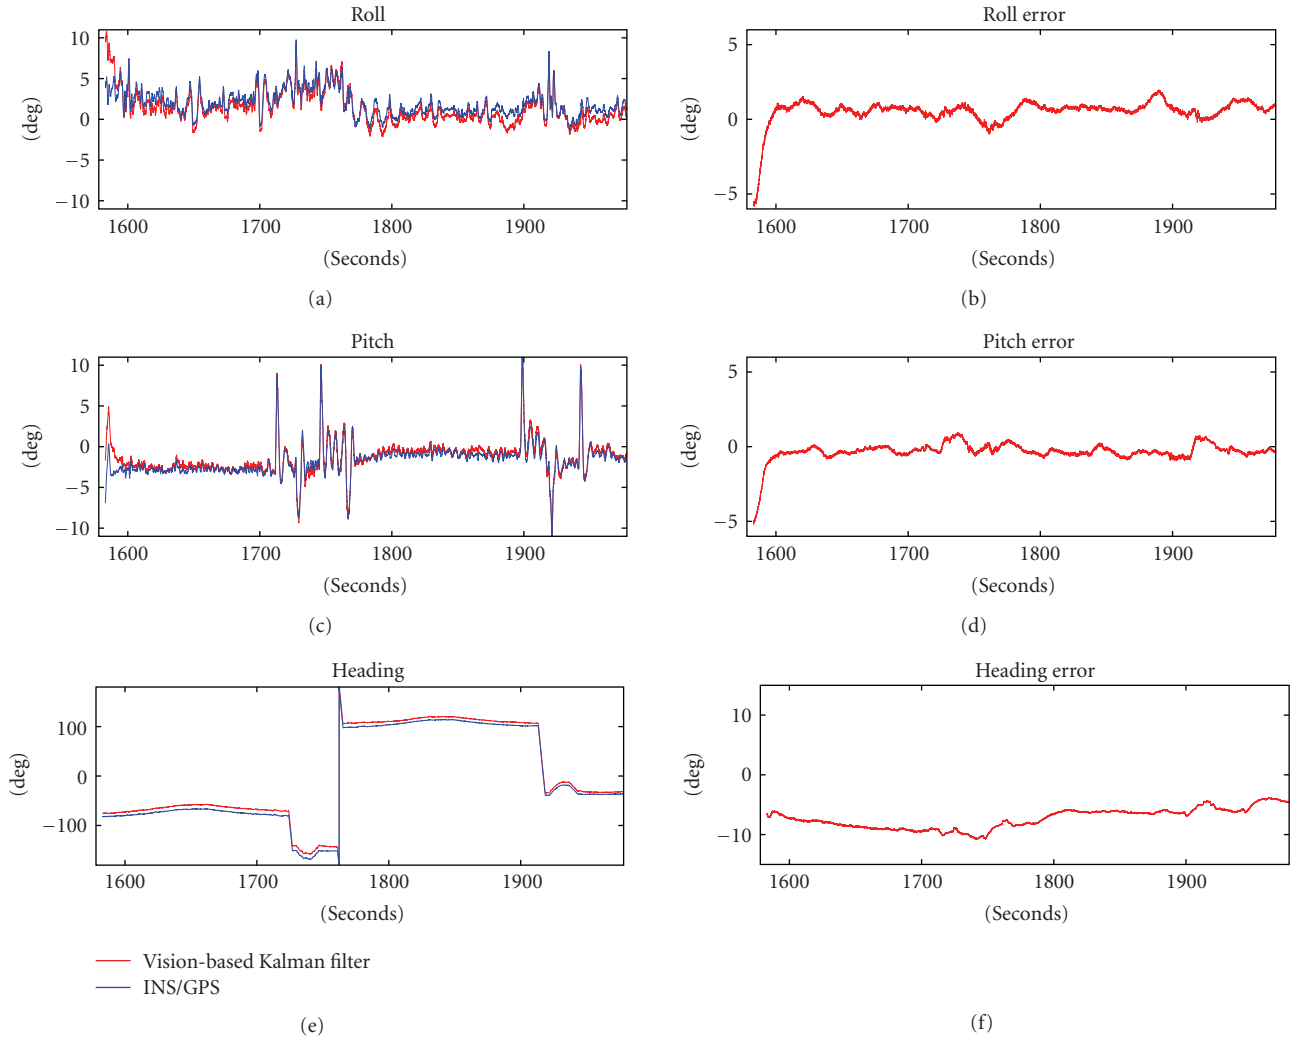 Roll
10
5
0
−5
−10
(deg)
1600 1700 1800 1900
(Seconds)
(a)
Roll error
5
0
−5
(deg)
1600 1700 1800 1900
(Seconds)
(b)
Pitch
10
5
0
−5
−10
(deg)
1600 1700 1800 1900
(Seconds)
(c)
Pitch error
5
0
−5
(deg)
1600 1700 1800 1900
(Seconds)
(d)
Heading
100
0
−100
(deg)
1600 1700 1800 1900
(Seconds)
Vision-based Kalman filter
INS/GPS
(e)
Heading error
10
0
−10
(deg)
1600 1700 1800 1900
(Seconds)
(f)